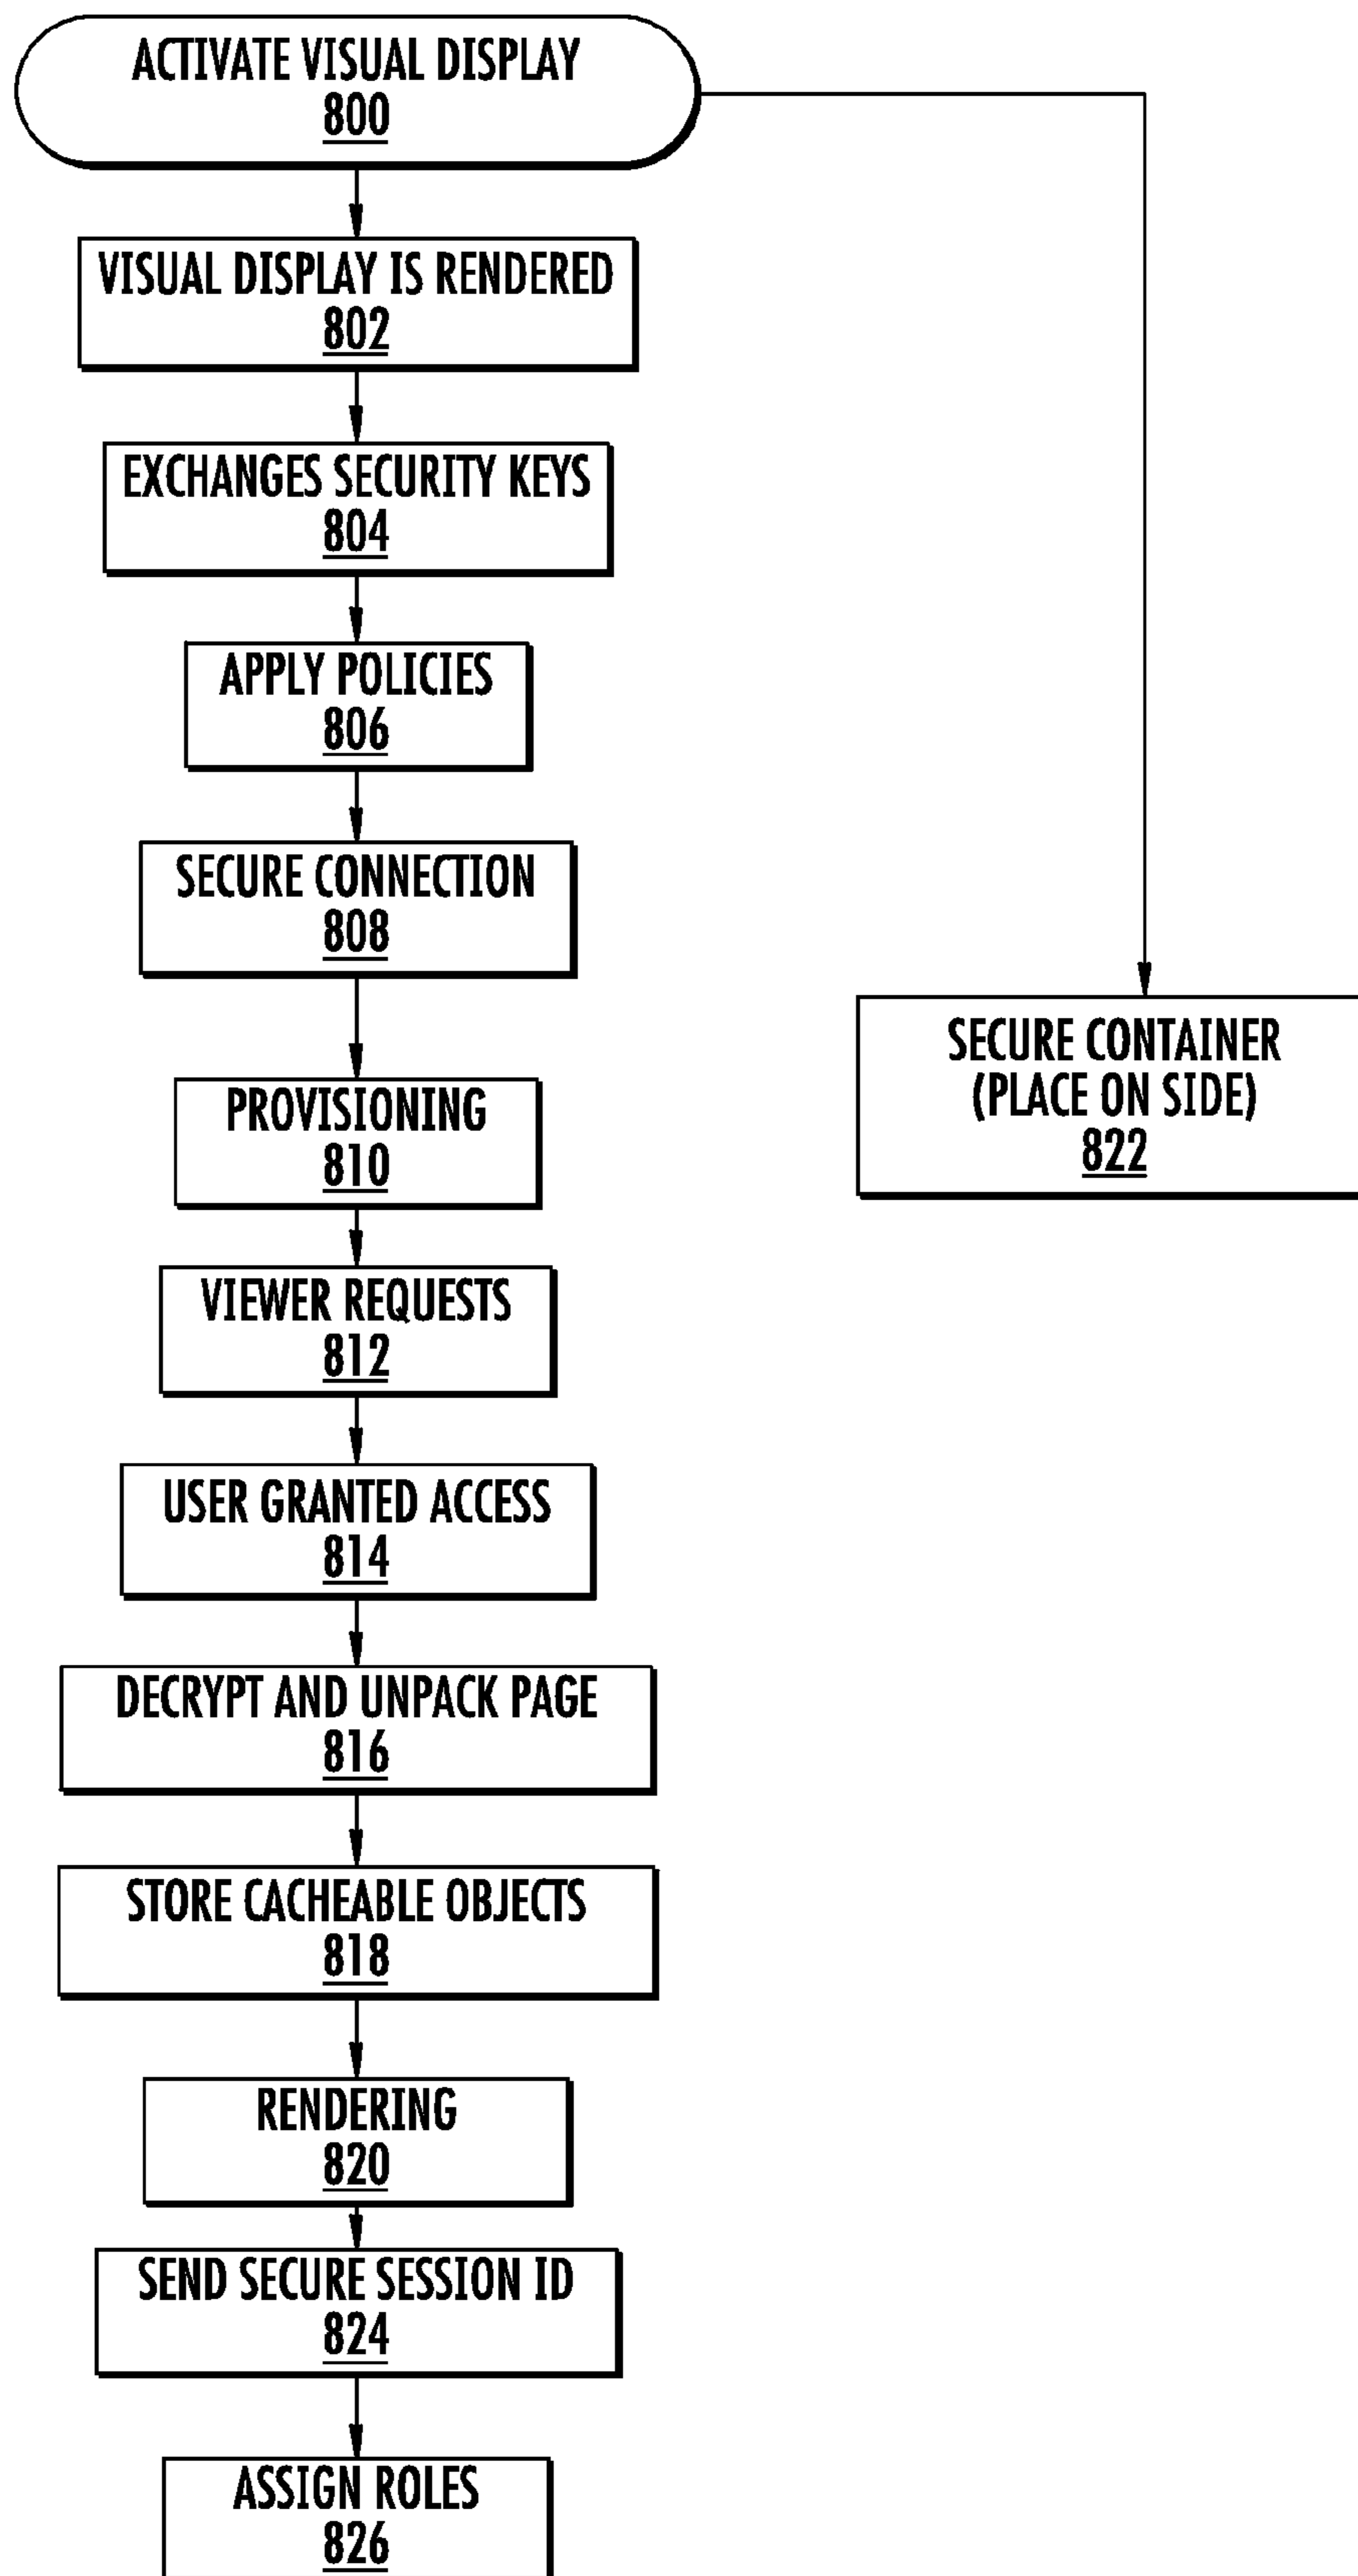 ACTIVATE VISUAL DISPLAY
800
VISUAL DISPLAY IS RENDERED
802
EXCHANGES SECURITY KEYS
804
APPLY POLICIES
806
SECURE CONNECTION
808
PROVISIONING
810
VIEWER REQUESTS
812
USER GRANTED ACCESS
814
DECRYPT AND UNPACK PAGE
816
STORE CACHEABLE OBJECTS
818
RENDERING
820
SEND SECURE SESSION ID
824
ASSIGN ROLES
826
SECURE CONTAINER
(PLACE ON SIDE)
822